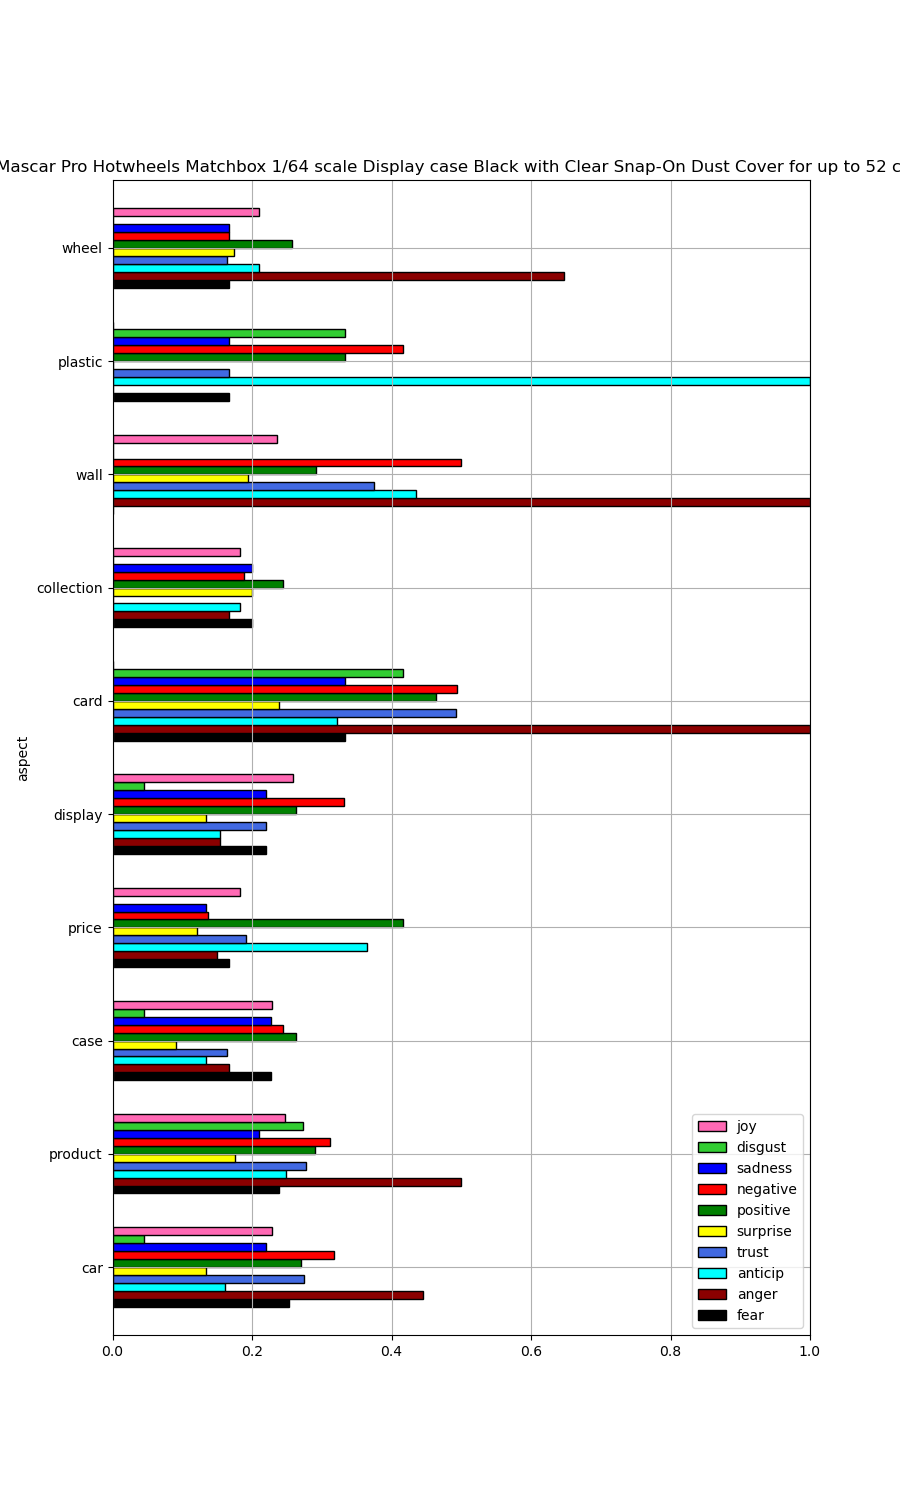 Mascar Pro Hotwheels Matchbox 1/64 scale Display case Black with Clear Snap-On Dust Cover for up to 52 c
wheel
plastic
wall
collection
card
display
price
case
product
car
aspect
joy
disgust
sadness
negative
positive
surprise
trust
anticip
anger
fear
0.0 0.2 0.4 0.6 0.8 1.0